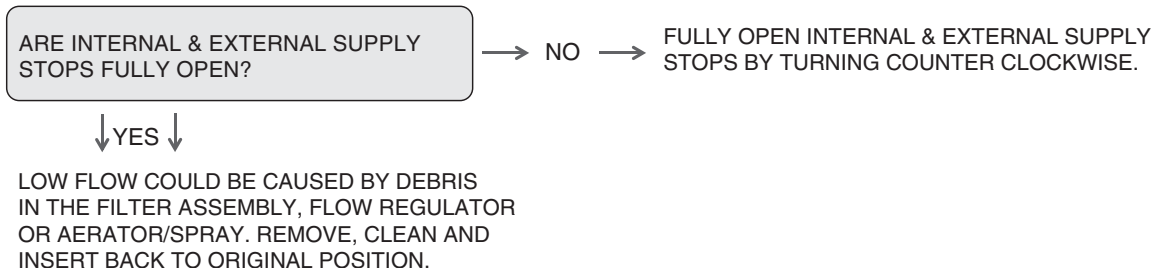 ARE INTERNAL & EXTERNAL SUPPLY
STOPS FULLY OPEN?
NO
FULLY OPEN INTERNAL & EXTERNAL SUPPLY
STOPS BY TURNING COUNTER CLOCKWISE.
YES
LOW FLOW COULD BE CAUSED BY DEBRIS
IN THE FILTER ASSEMBLY, FLOW REGULATOR
OR AERATOR/SPRAY. REMOVE, CLEAN AND
INSERT BACK TO ORIGINAL POSITION.